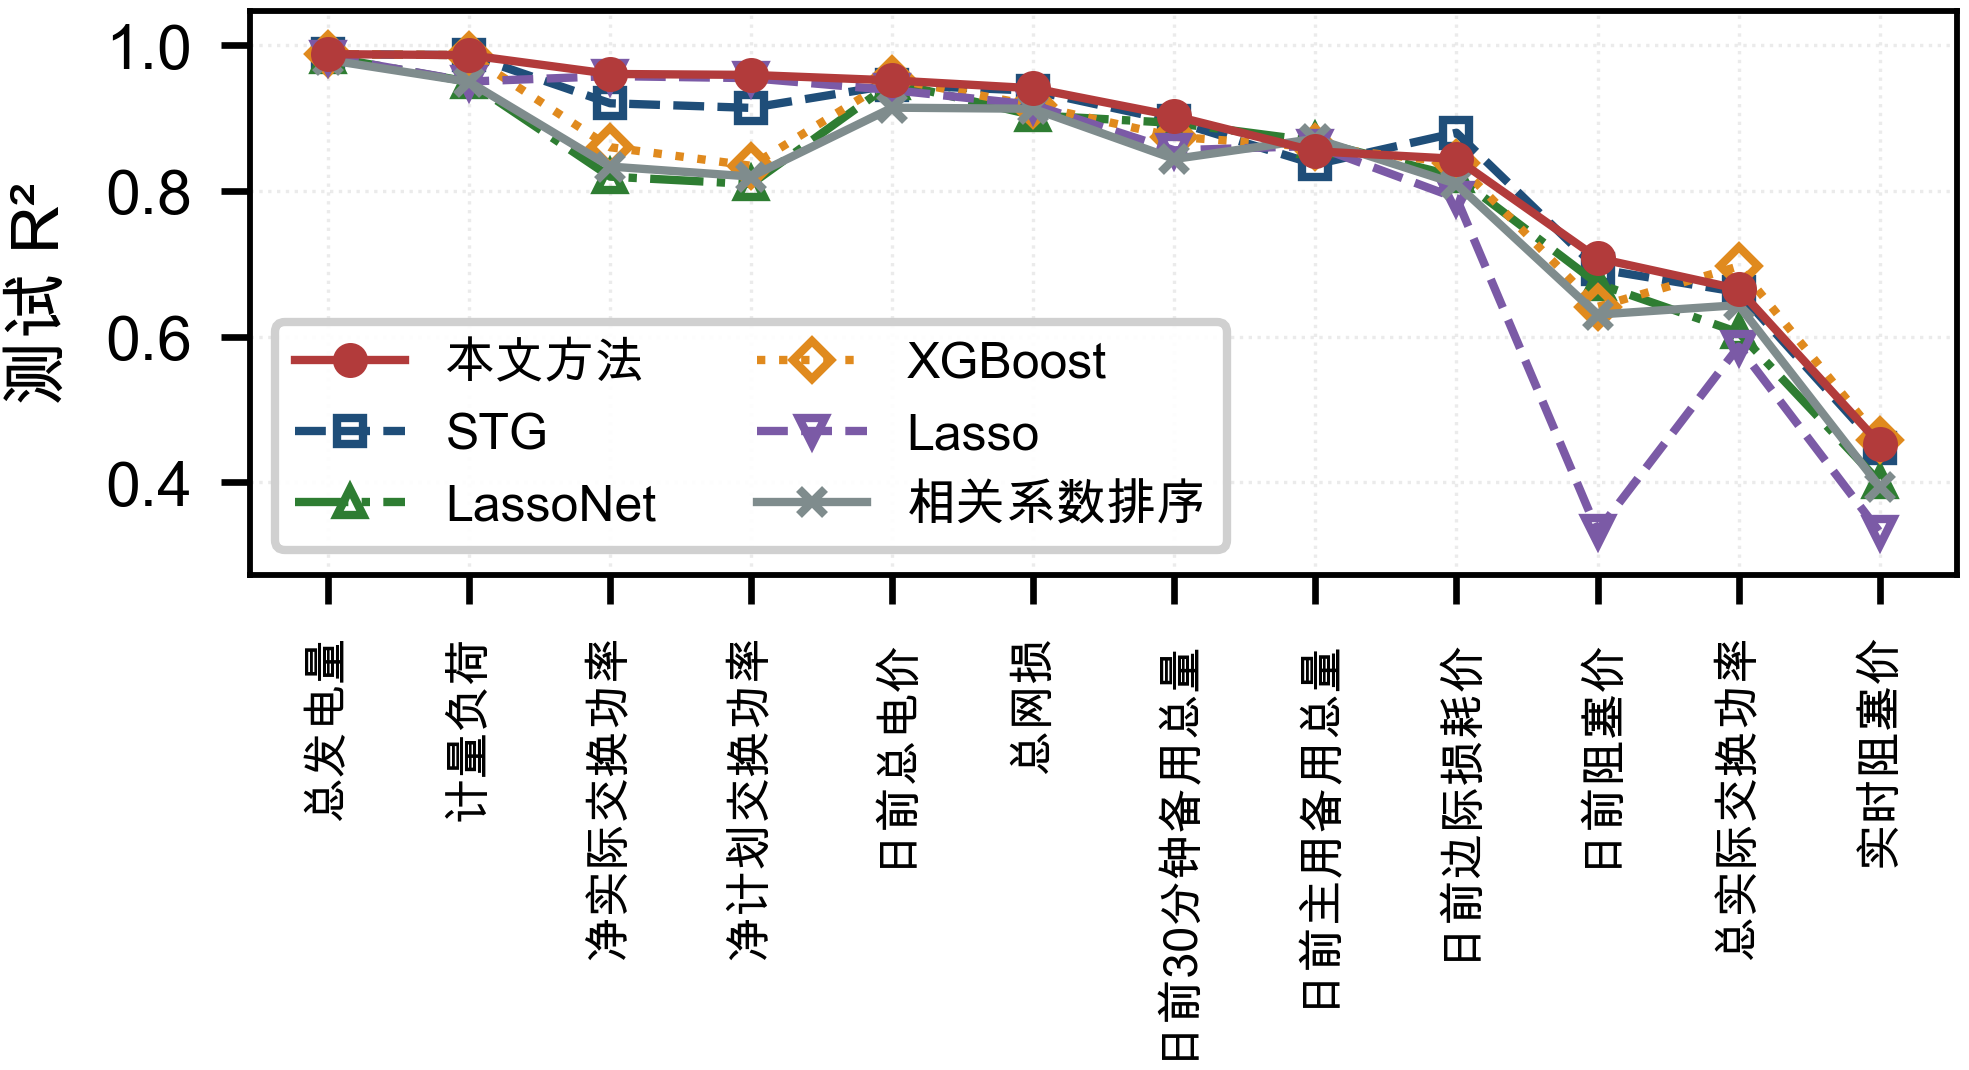 测试 R²
1.0
0.8
0.6
0.4
本文方法
STG
LassoNet
XGBoost
Lasso
相关系数排序
总发电量
计量负荷
净实际交换功率
净计划交换功率
日前总电价
总网损
日前30分钟备用总量
日前主用备用总量
日前边际损耗价
日前阻塞价
总实际交换功率
实时阻塞价